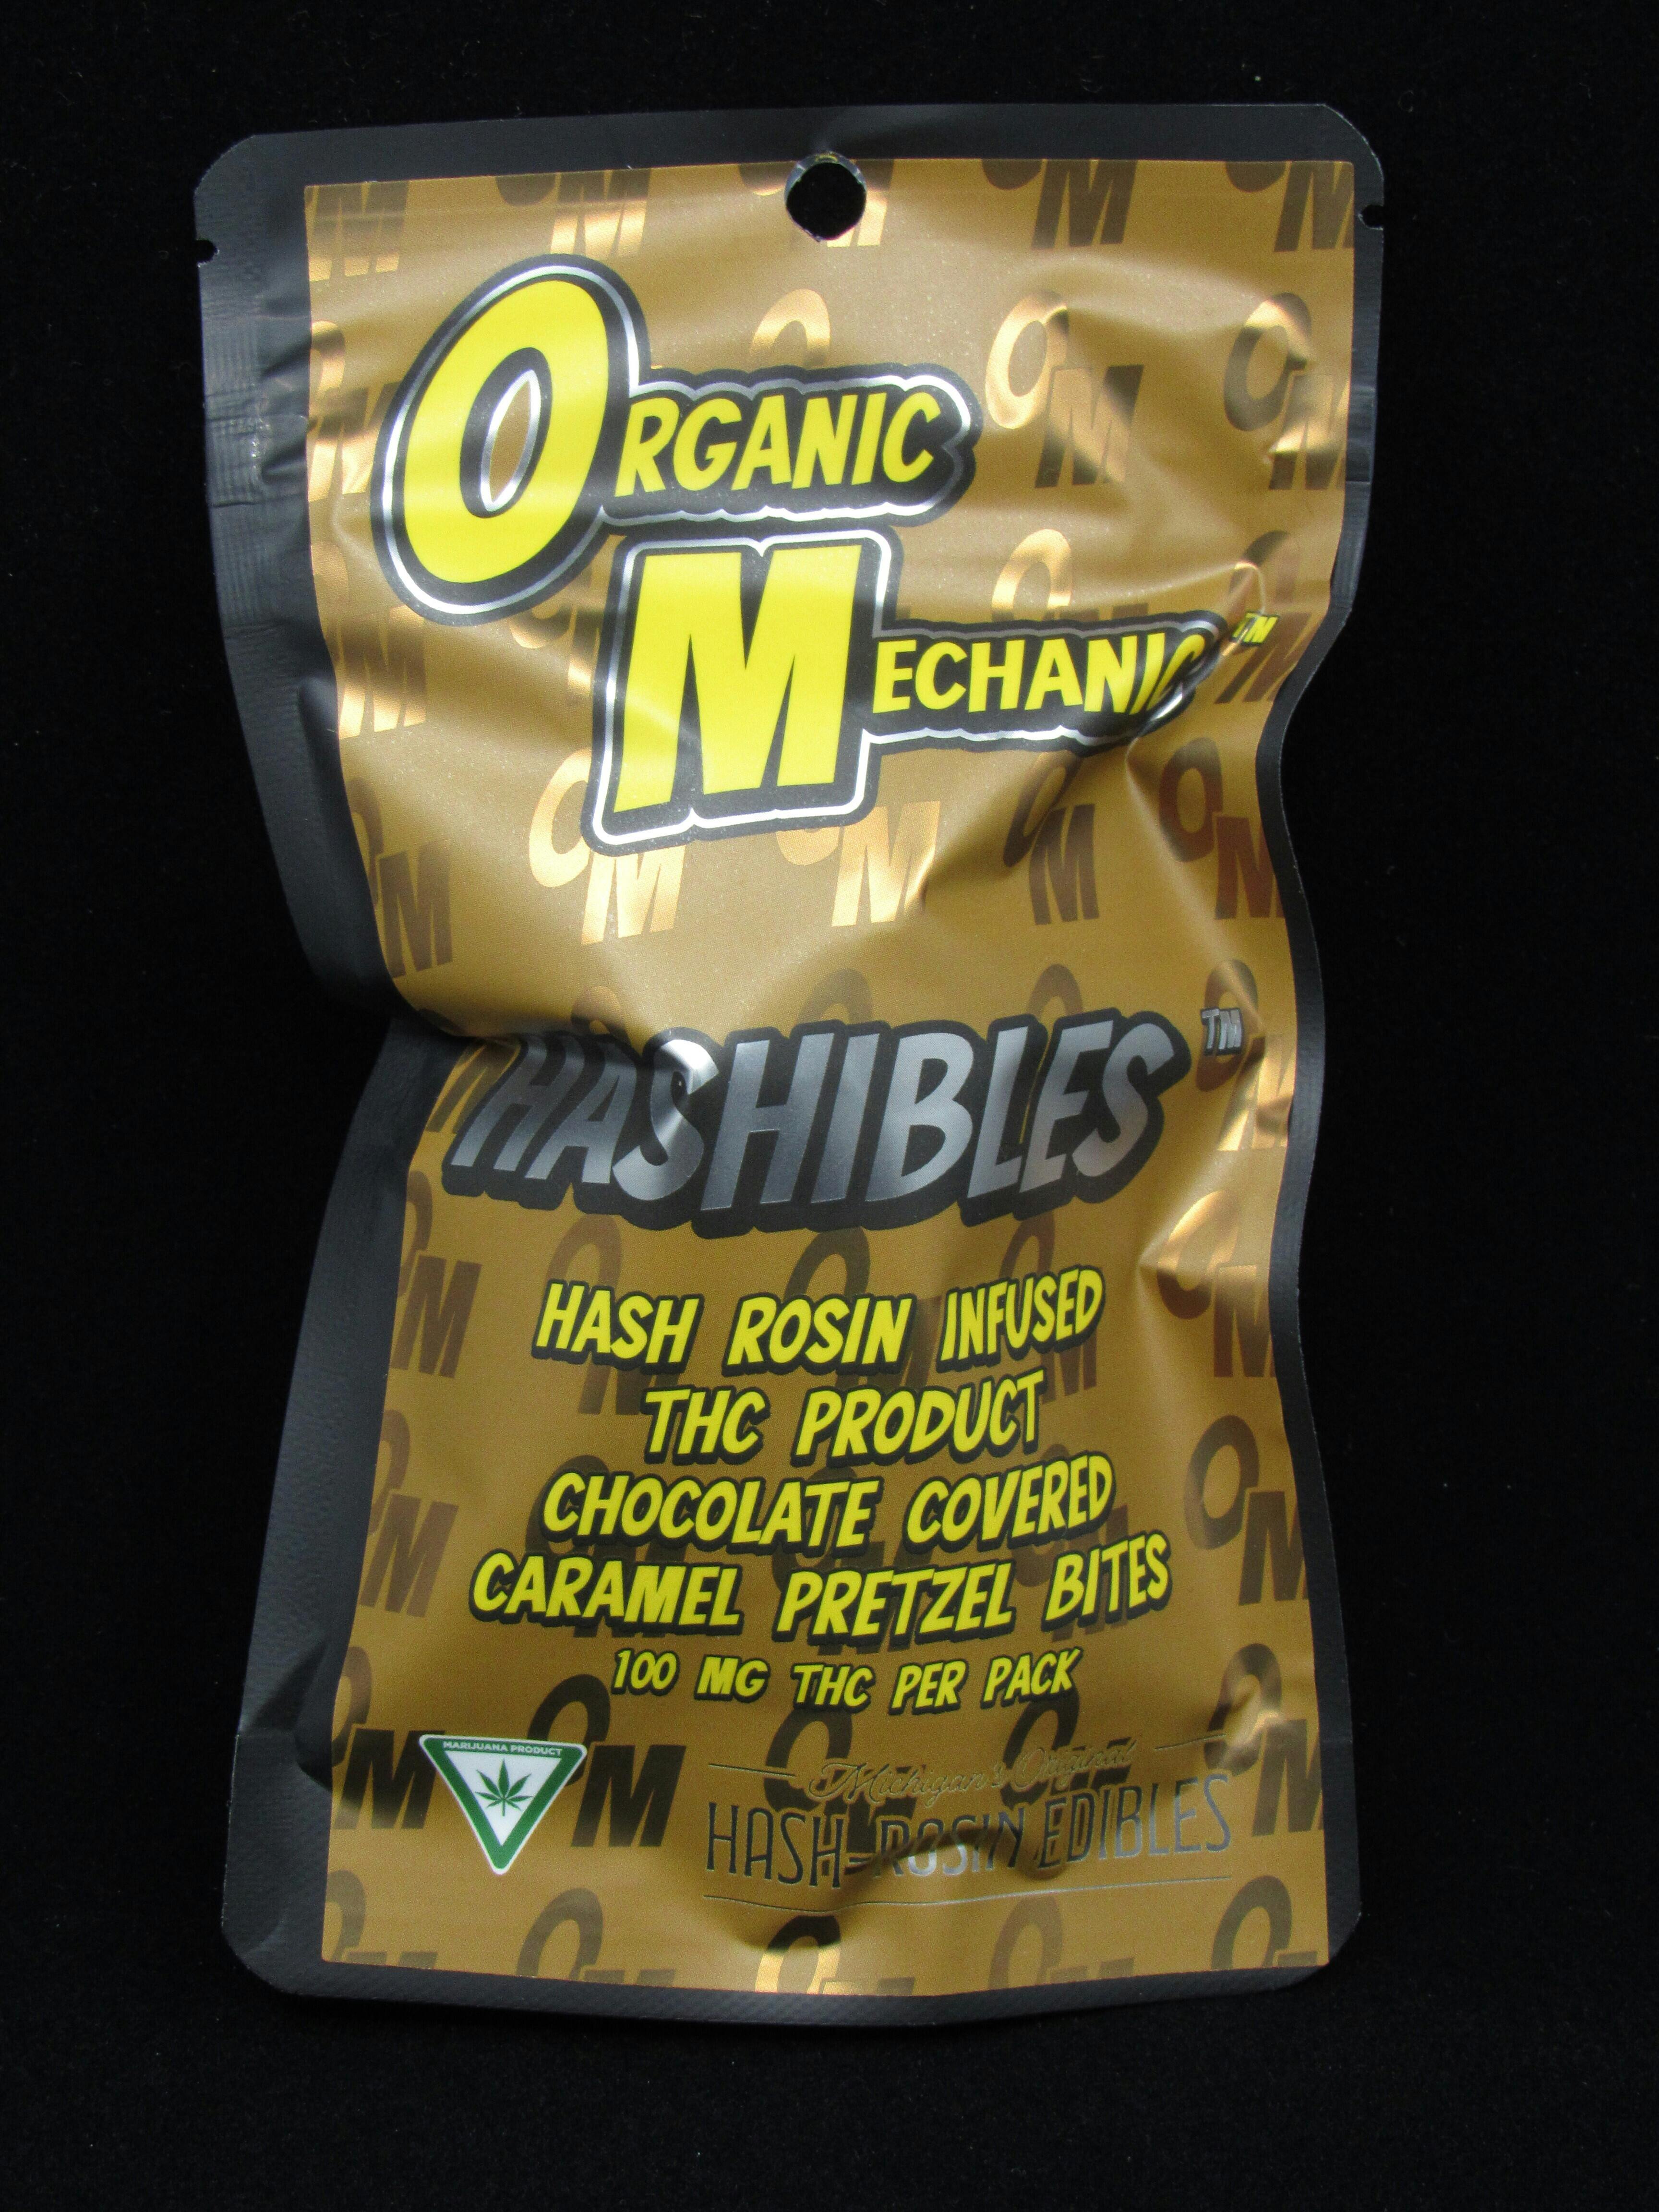 ORGANIC
MECHANIC™
HASHIBLES™
HASH ROSIN INFUSED
THC PRODUCT
CHOCOLATE COVERED
CARAMEL PRETZEL BITES
100 MG THC PER PACK
MARIJUANA PRODUCT
Michigan's Original
HASH ROSIN EDIBLES